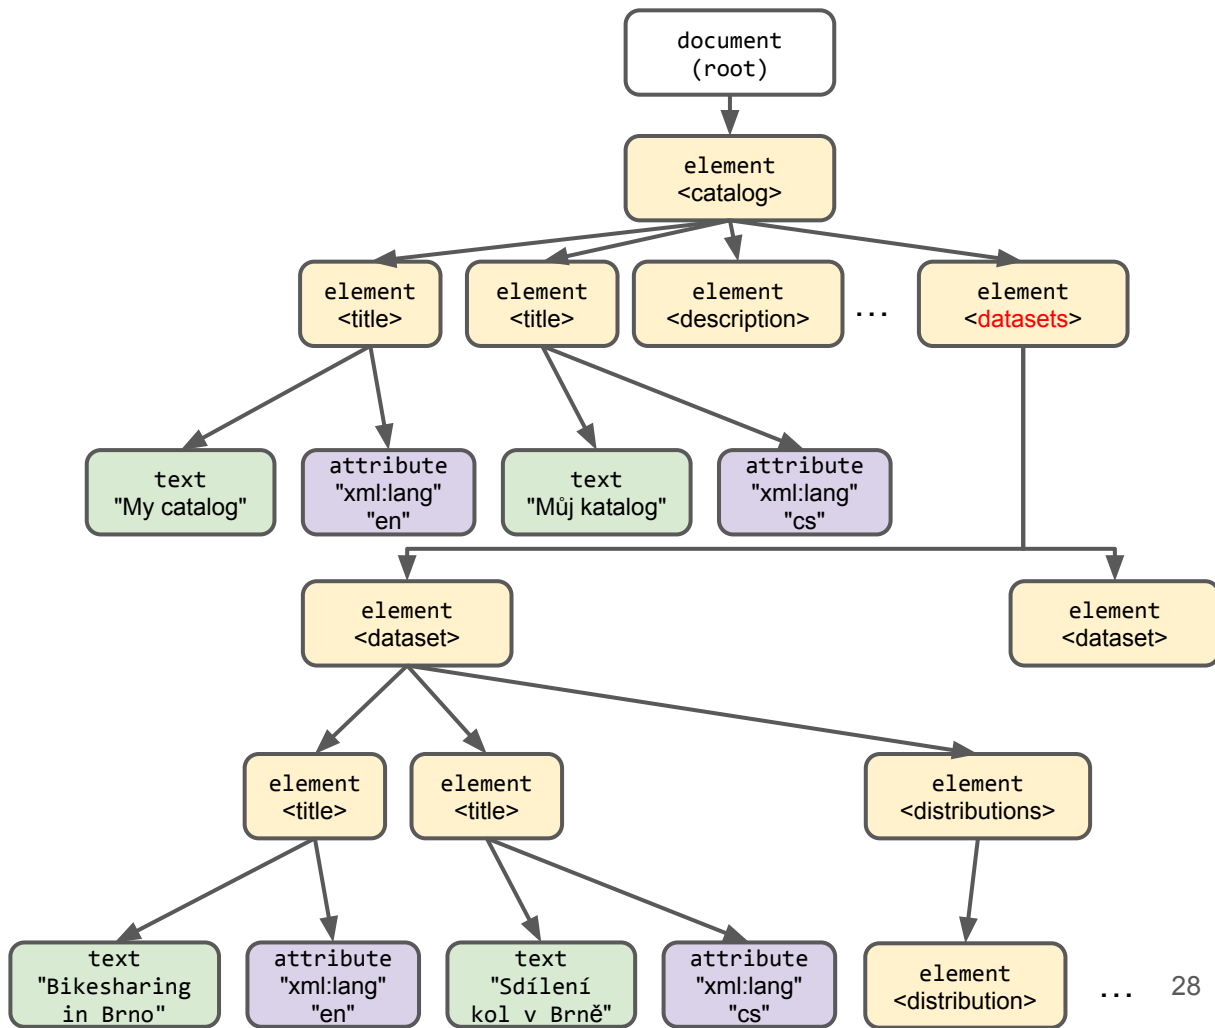 document
(root)
element
<catalog>
element
<title>
element
<title>
element
<description>
...
element
<datasets>
text
"My catalog"
attribute
"xml:lang"
"en"
text
"Můj katalog"
attribute
"xml:lang"
"cs"
element
<dataset>
element
<dataset>
element
<title>
element
<title>
element
<distributions>
text
"Bikesharing
in Brno"
attribute
"xml:lang"
"en"
text
"Sdílení
kol v Brně"
attribute
"xml:lang"
"cs"
element
<distribution>
...
28